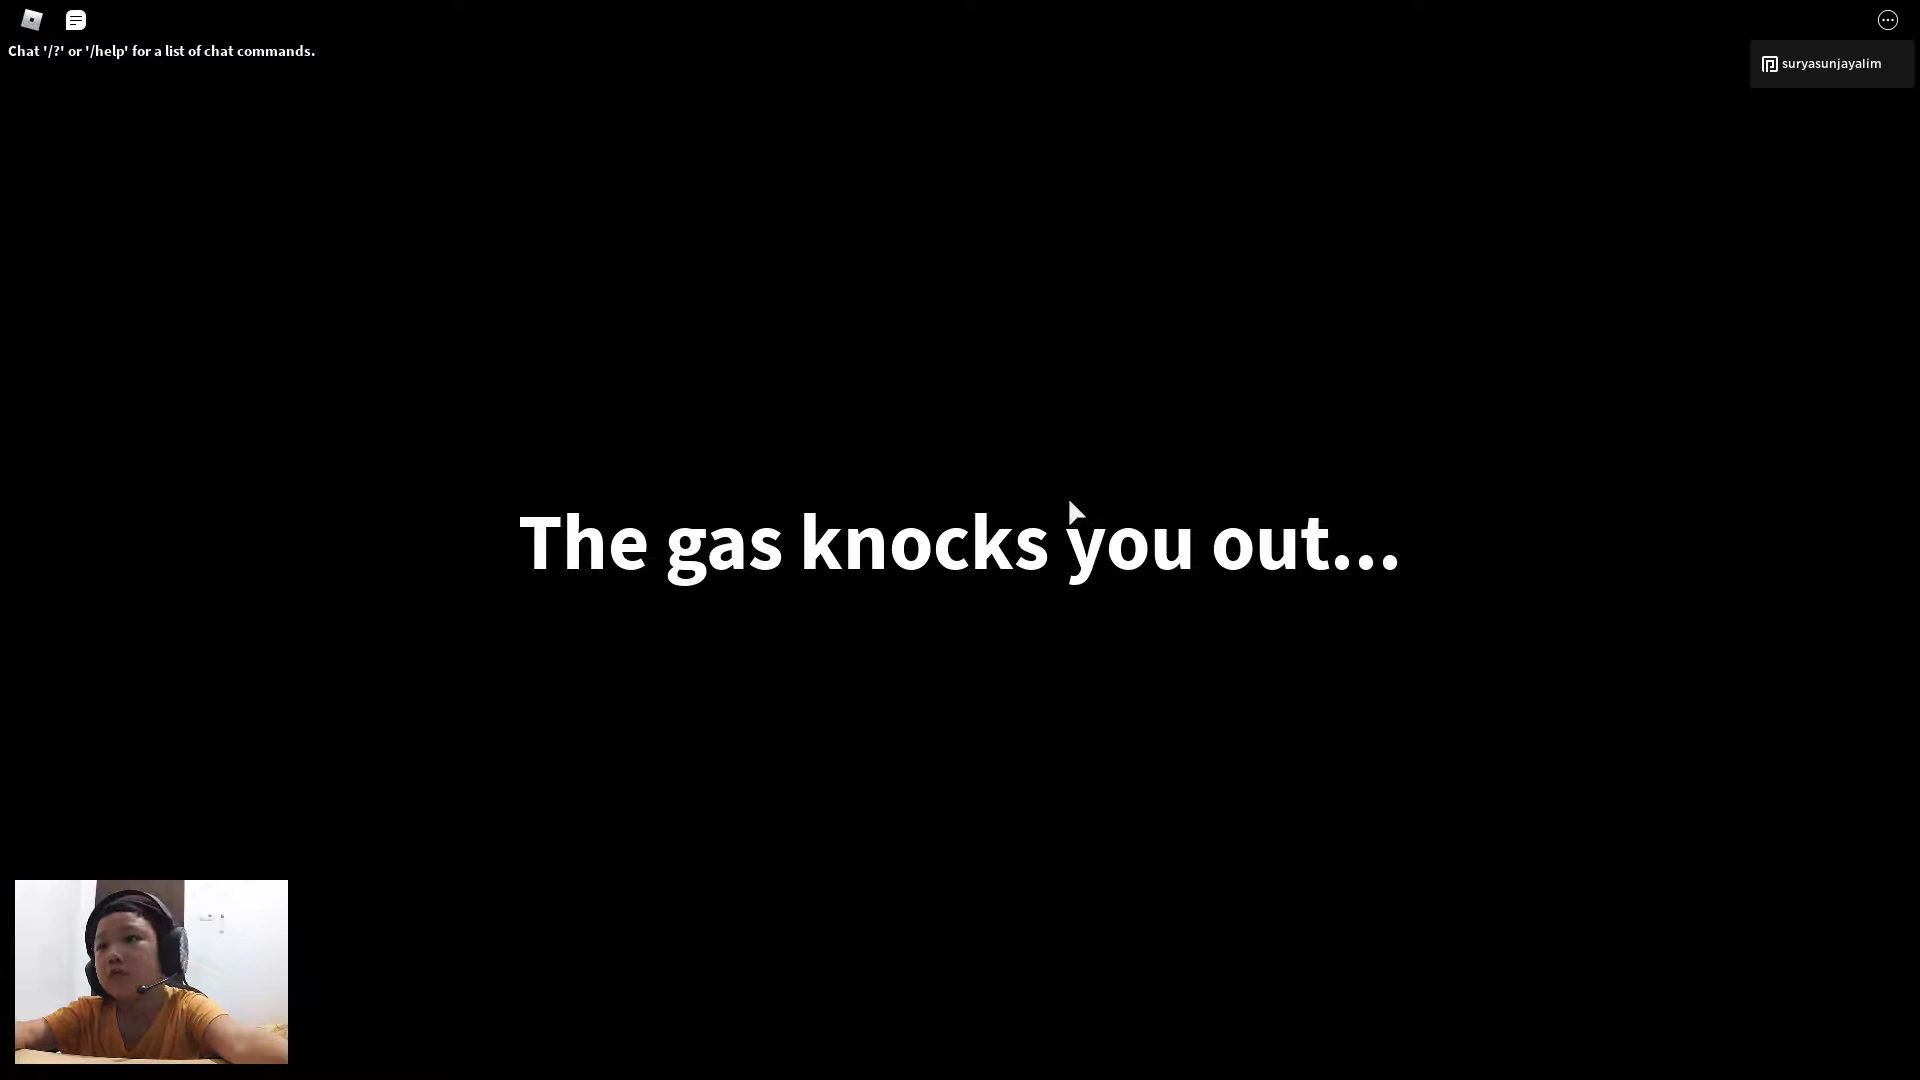 Chat '/?' or '/help' for a list of chat commands.
suryasunjayalim
The gas knocks you out...